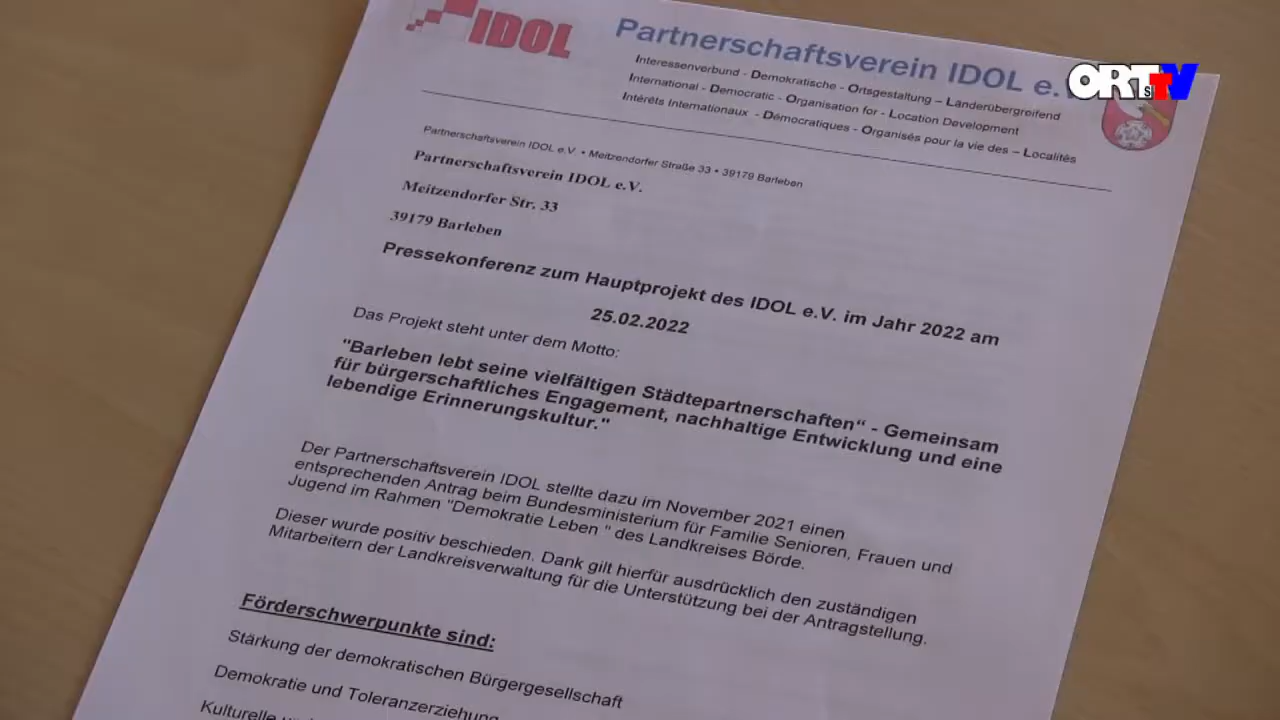 IDOL
Partnerschaftsverein IDOL e.
ORTsTV
Interessenverbund - Demokratische - Ortsgestaltung – Länderübergreifend
International - Democratic - Organisation for - Location Development
Intérêts Internationaux - Démocratiques - Organisés pour la vie des – Localités
Partnerschaftsverein IDOL e.V. • Meitzendorfer Straße 33 • 39179 Barleben
Partnerschaftsverein IDOL e.V.
Meitzendorfer Str. 33
39179 Barleben
Pressekonferenz zum Hauptprojekt des IDOL e.V. im Jahr 2022 am
25.02.2022
Das Projekt steht unter dem Motto:
"Barleben lebt seine vielfältigen Städtepartnerschaften“ - Gemeinsam
für bürgerschaftliches Engagement, nachhaltige Entwicklung und eine
lebendige Erinnerungskultur."
Der Partnerschaftsverein IDOL stellte dazu im November 2021 einen
entsprechenden Antrag beim Bundesministerium für Familie Senioren, Frauen und
Jugend im Rahmen "Demokratie Leben " des Landkreises Börde.
Dieser wurde positiv beschieden. Dank gilt hierfür ausdrücklich den zuständigen
Mitarbeitern der Landkreisverwaltung für die Unterstützung bei der Antragstellung.
Förderschwerpunkte sind:
Stärkung der demokratischen Bürgergesellschaft
Demokratie und Toleranzerziehung
Kulturelle